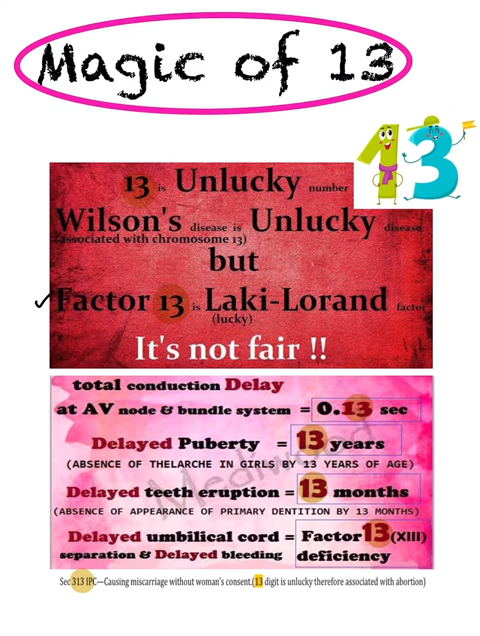 Magic of 13
13
13 is Unlucky number
Wilson's disease is Unlucky disease
(associated with chromosome 13)
but
✓Factor 13 is Laki-Lorand factor
(lucky)
It's not fair !!
total conduction Delay
at AV node & bundle system = 0.13 sec
Delayed Puberty = 13 years
(ABSENCE OF THELARCHE IN GIRLS BY 13 YEARS OF AGE)
Delayed teeth eruption = 13 months
(ABSENCE OF APPEARANCE OF PRIMARY DENTITION BY 13 MONTHS)
Delayed umbilical cord = Factor 13 (XIII)
separation & Delayed bleeding deficiency
Sec 313 IPC—Causing miscarriage without woman's consent.(13 digit is unlucky therefore associated with abortion)